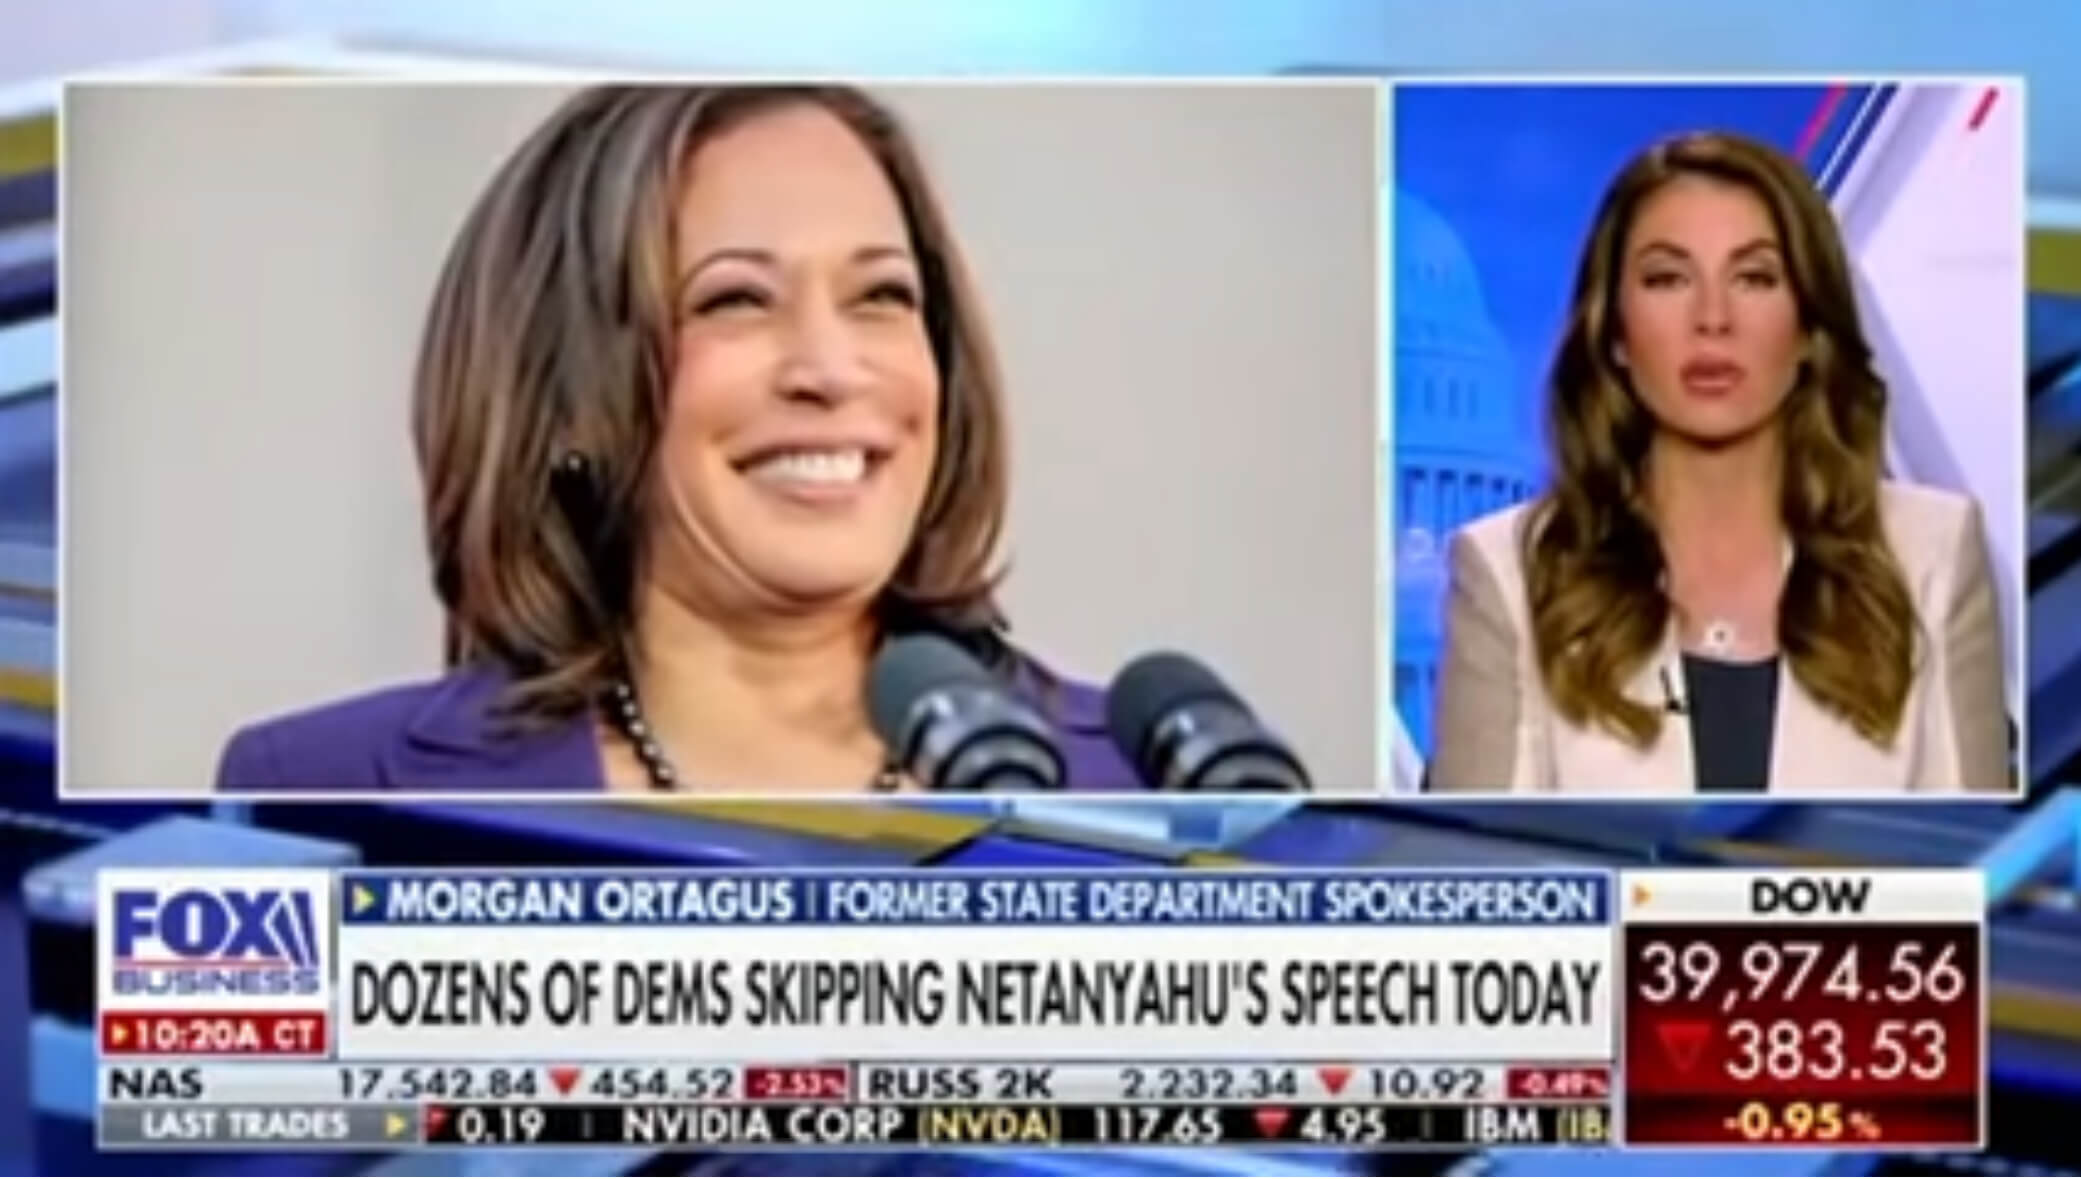 MORGAN ORTAGUS | FORMER STATE DEPARTMENT SPOKESPERSON
DOZENS OF DEMS SKIPPING NETANYAHU'S SPEECH TODAY
FOX
BUSINESS
10:20A CT
DOW
39,974.56
383.53
-0.95%
NAS 17,542.84 454.52 -2.53% RUSS 2K 2,232.34 10.92 -0.49%
LAST TRADES 0.19 NVIDIA CORP (NVDA) 117.65 4.95 IBM (IB